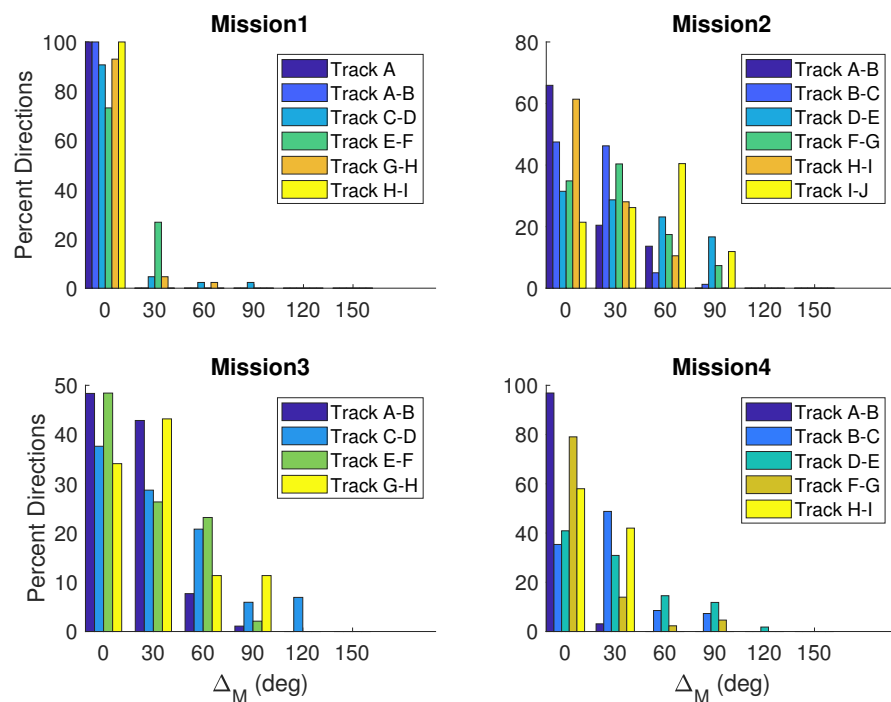 Mission1
Percent Directions
100
80
60
40
20
0
0 30 60 90 120 150
Track A
Track A-B
Track C-D
Track E-F
Track G-H
Track H-I
Mission2
80
60
40
20
0
0 30 60 90 120 150
Track A-B
Track B-C
Track D-E
Track F-G
Track H-I
Track I-J
Mission3
Percent Directions
50
40
30
20
10
0
0 30 60 90 120 150
Δ_M (deg)
Track A-B
Track C-D
Track E-F
Track G-H
Mission4
100
80
60
40
20
0
0 30 60 90 120 150
Δ_M (deg)
Track A-B
Track B-C
Track D-E
Track F-G
Track H-I